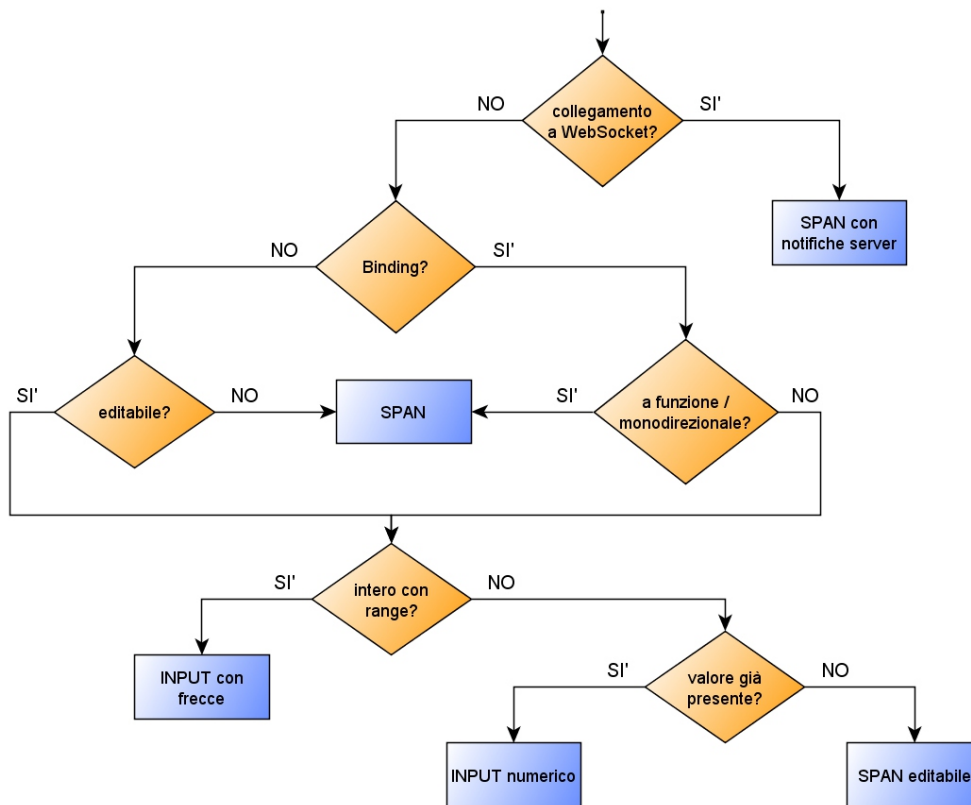 NO
SI'
collegamento
a WebSocket?
SPAN con
notifiche server
NO
Binding?
SI'
SI'
editabile?
NO
SPAN
SI'
a funzione /
monodirezionale?
NO
SI'
intero con
range?
NO
INPUT con
frecce
SI'
valore già
presente?
NO
INPUT numerico
SPAN editabile